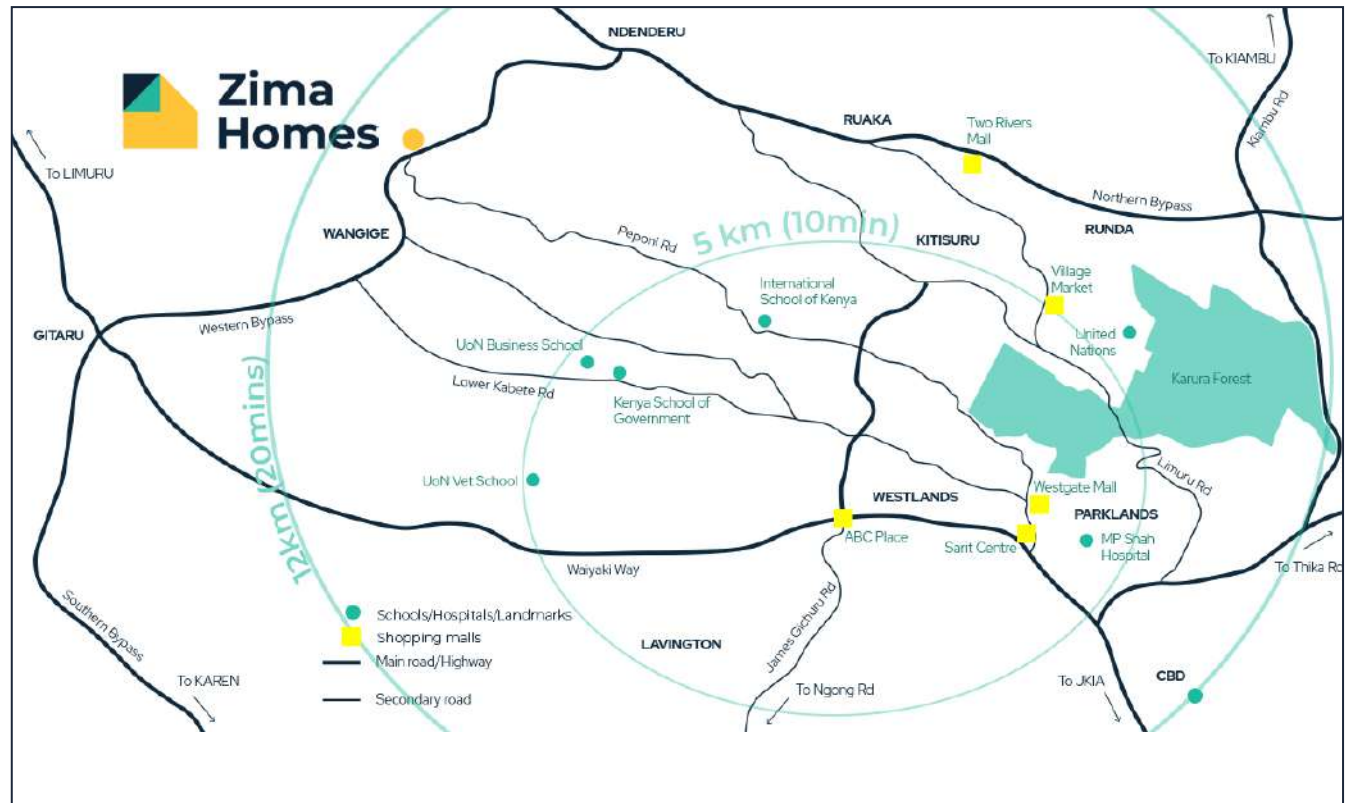 NDENDERU
To KIAMBU
Zima
Homes
Kiambu Rd
RUAKA
Two Rivers
Mall
To LIMURU
Northern Bypass
WANGIGE
Peponi Rd
5 km (10min)
KITISURU
RUNDA
International
School of Kenya
Village
Market
GITARU
Western Bypass
UoN Business School
United
Nations
Karura Forest
Lower Kabete Rd
Kenya School of
Government
12km (20mins)
UoN Vet School
Limuru Rd
WESTLANDS
Westgate Mall
PARKLANDS
ABC Place
Sarit Centre
MP Shah
Hospital
Waiyaki Way
To Thika Rd
Southern Bypass
Schools/Hospitals/Landmarks
Shopping malls
Main road/Highway
Secondary road
James Gichuru Rd
LAVINGTON
To KAREN
To Ngong Rd
To JKIA
CBD